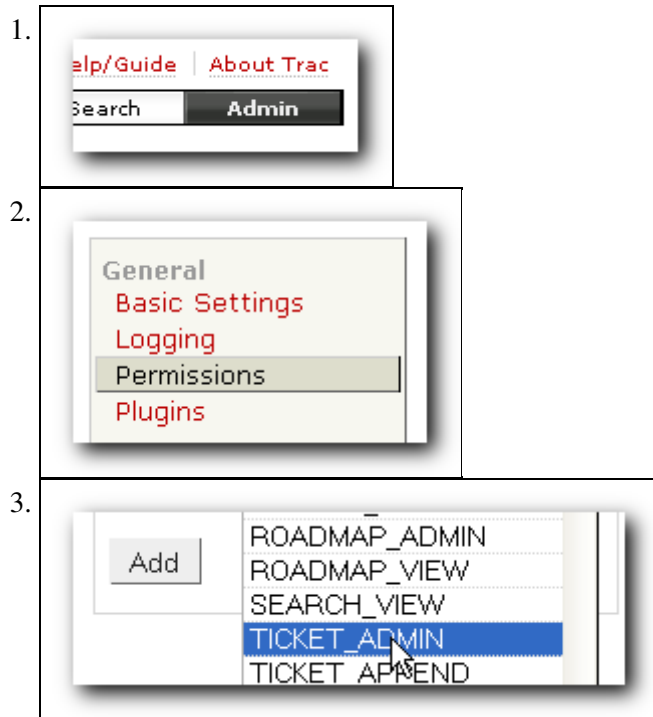 1.
elp/Guide About Trac
Search Admin
2.
General
Basic Settings
Logging
Permissions
Plugins
3.
ROADMAP_ADMIN
Add
ROADMAP_VIEW
SEARCH_VIEW
TICKET_ADMIN
TICKET_APPEND